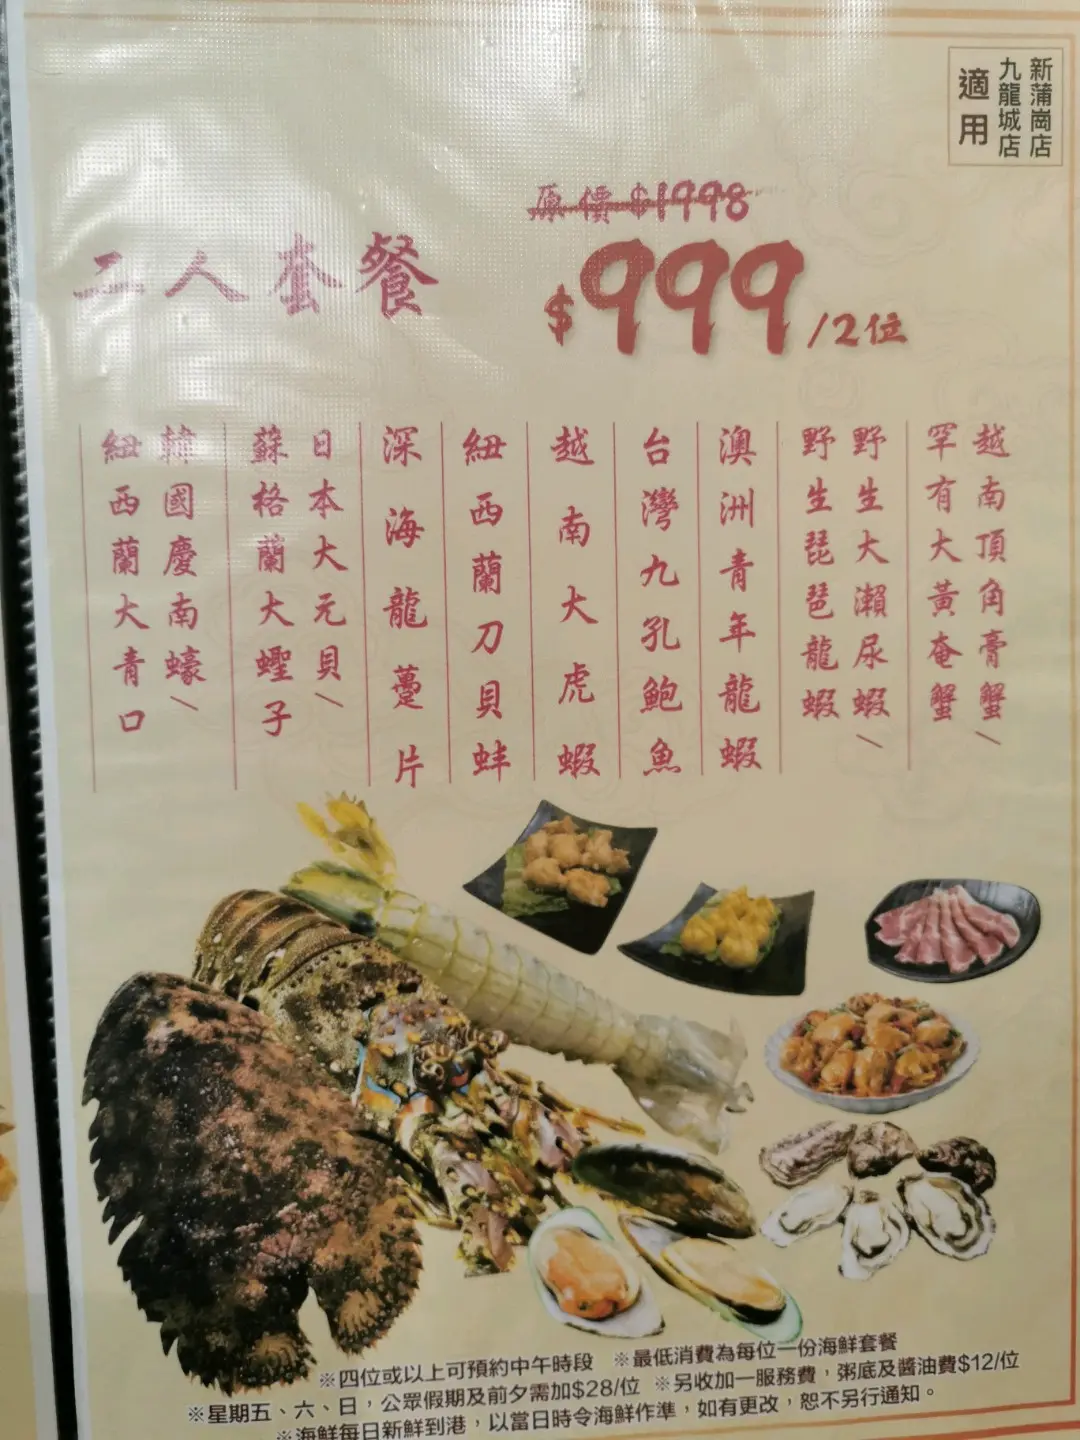 新蒲崗店
九龍城店
適用
原價 $1998
二人套餐
$999/2位
越南頂角膏蟹/
罕有大黃奄蟹
野生大瀨尿蝦/
野生琵琶龍蝦
澳洲青年龍蝦
台灣九孔鮑魚
越南大虎蝦
紐西蘭刀貝蚌
深海龍躉片
日本大元貝/
蘇格蘭大蟶子
韓國慶南蠔/
紐西蘭大青口
※四位或以上可預約中午時段 ※最低消費為每位一份海鮮套餐
※星期五、六、日，公眾假期及前夕需加$28/位 ※另收加一服務費，粥底及醬油費$12/位
※海鮮每日新鮮到港，以當日時令海鮮作準，如有更改，恕不另行通知。